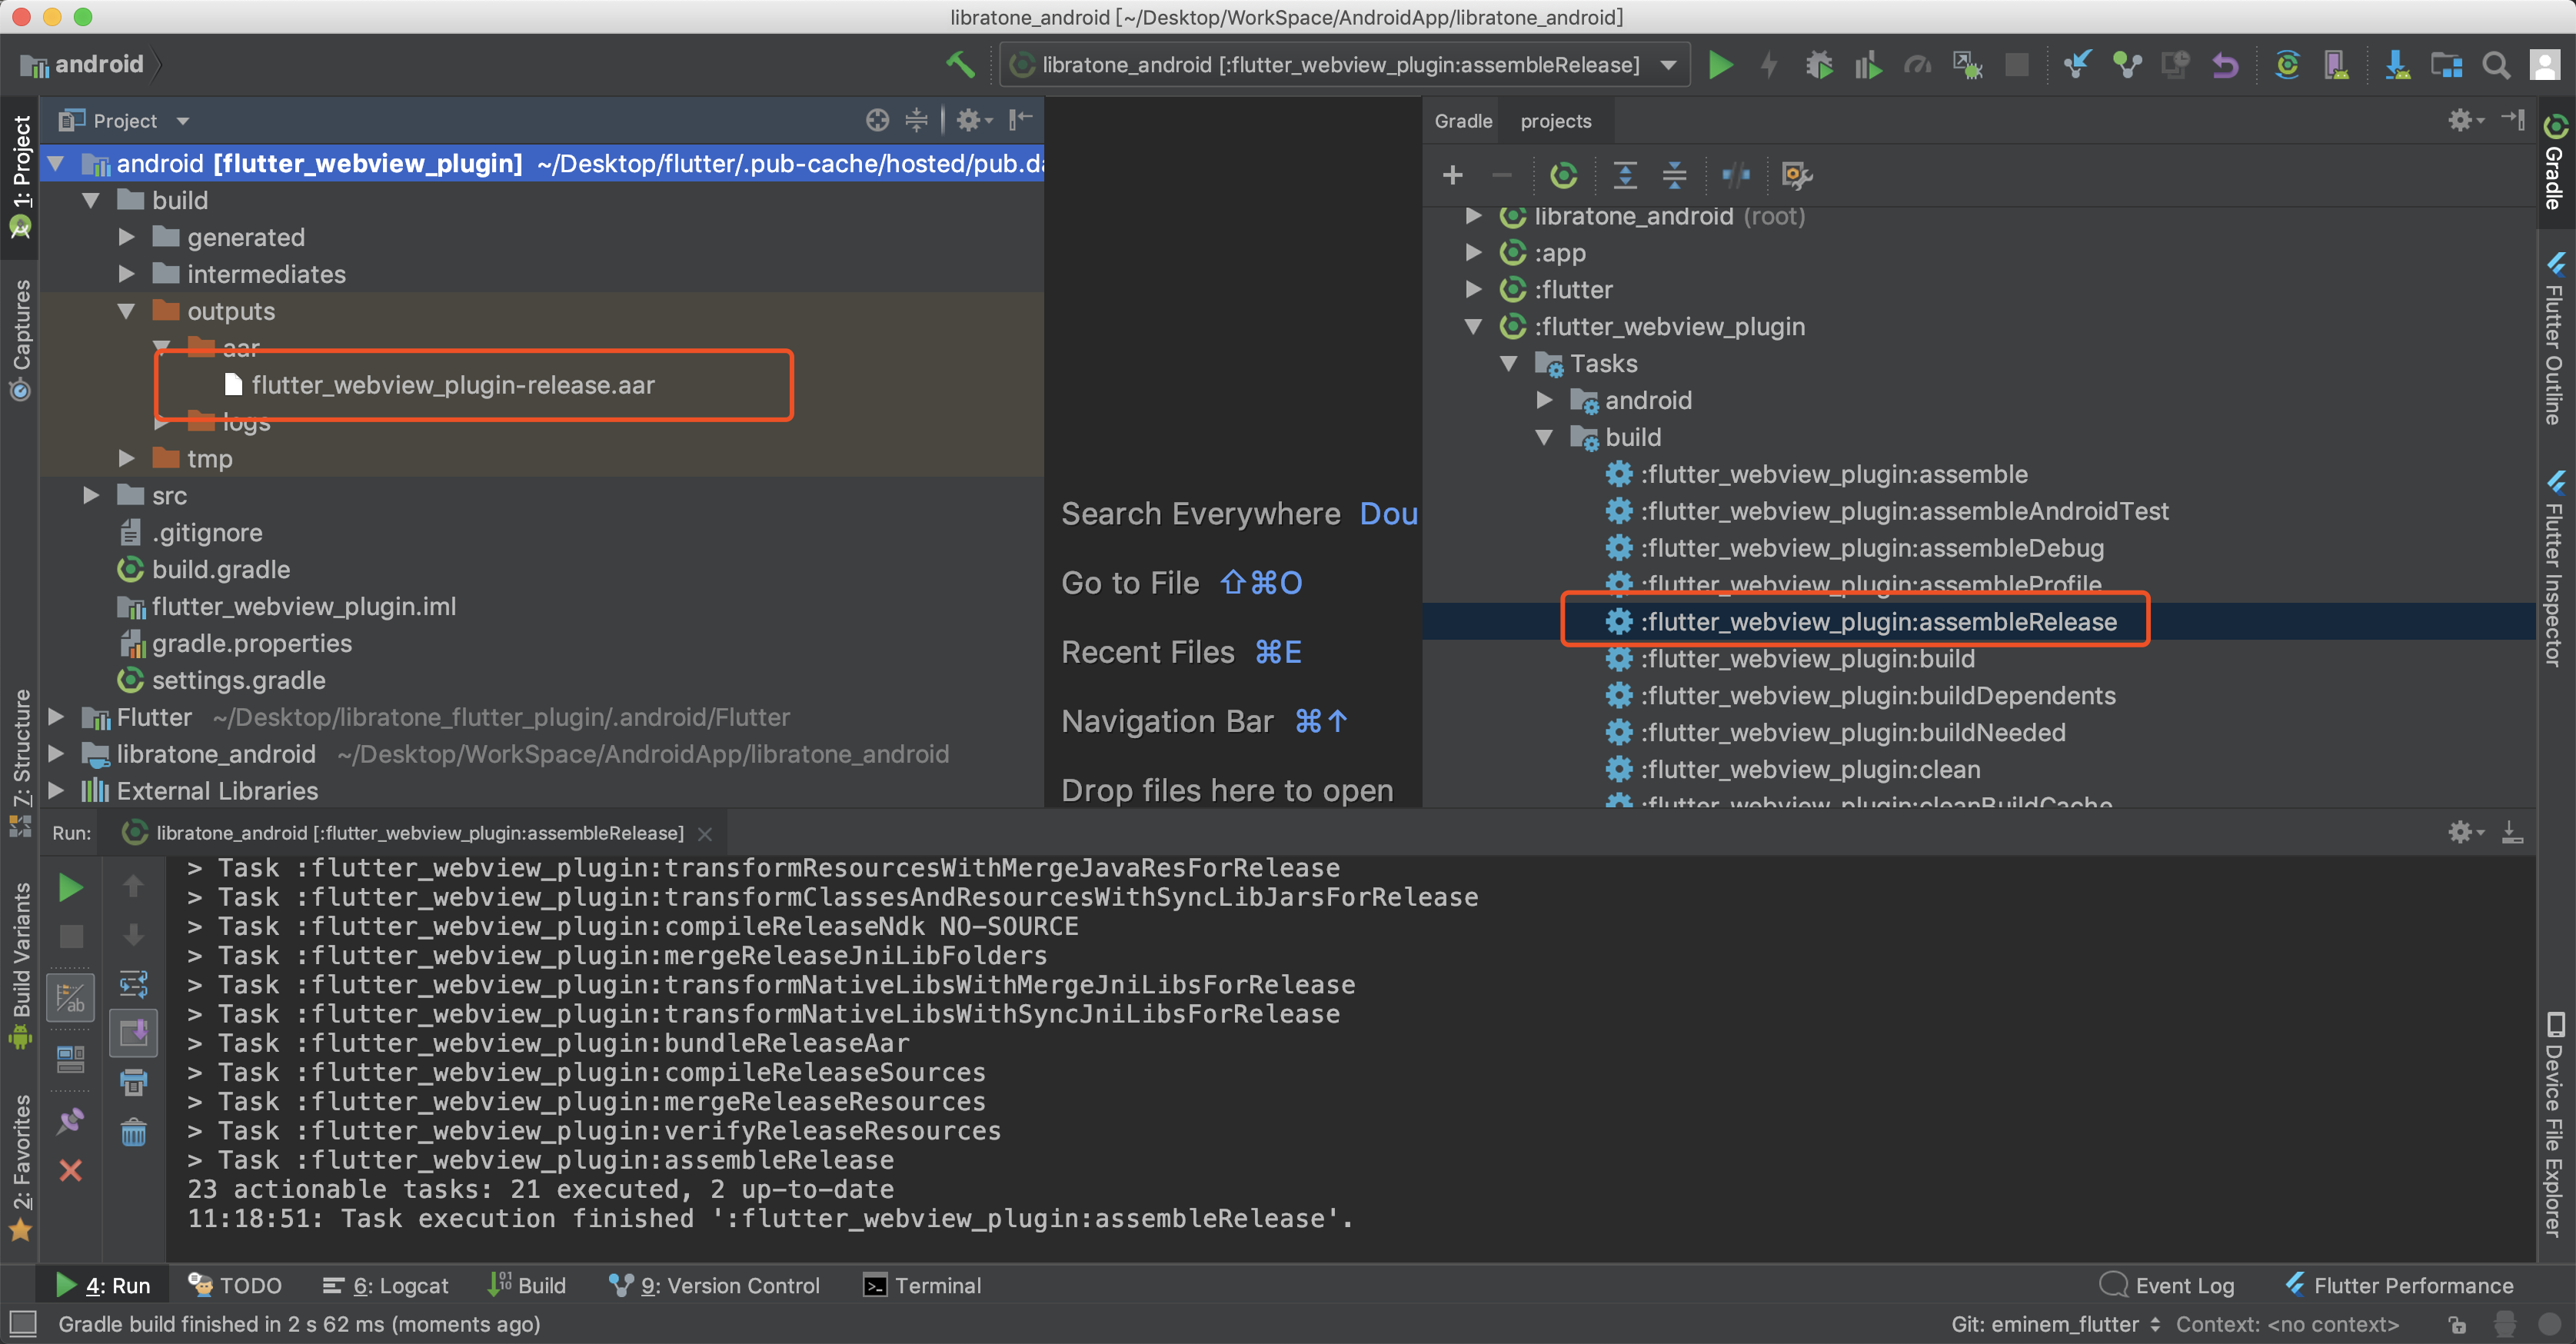 libratone_android [~/Desktop/WorkSpace/AndroidApp/libratone_android]
android
libratone_android [:flutter_webview_plugin:assembleRelease]
1: Project
Captures
Z: Structure
Build Variants
2: Favorites
Project
android [flutter_webview_plugin] ~/Desktop/flutter/.pub-cache/hosted/pub.da
build
generated
intermediates
outputs
aar
flutter_webview_plugin-release.aar
logs
tmp
src
.gitignore
build.gradle
flutter_webview_plugin.iml
gradle.properties
settings.gradle
Flutter ~/Desktop/libratone_flutter_plugin/.android/Flutter
libratone_android ~/Desktop/WorkSpace/AndroidApp/libratone_android
External Libraries
Search Everywhere Dou
Go to File ⇧⌘O
Recent Files ⌘E
Navigation Bar ⌘↑
Drop files here to open
Gradle projects
libratone_android (root)
:app
:flutter
:flutter_webview_plugin
Tasks
android
build
:flutter_webview_plugin:assemble
:flutter_webview_plugin:assembleAndroidTest
:flutter_webview_plugin:assembleDebug
:flutter_webview_plugin:assembleProfile
:flutter_webview_plugin:assembleRelease
:flutter_webview_plugin:build
:flutter_webview_plugin:buildDependents
:flutter_webview_plugin:buildNeeded
:flutter_webview_plugin:clean
:flutter_webview_plugin:cleanBuildCache
Gradle
Flutter Outline
Flutter Inspector
Device File Explorer
Run: libratone_android [:flutter_webview_plugin:assembleRelease]
> Task :flutter_webview_plugin:transformResourcesWithMergeJavaResForRelease
> Task :flutter_webview_plugin:transformClassesAndResourcesWithSyncLibJarsForRelease
> Task :flutter_webview_plugin:compileReleaseNdk NO-SOURCE
> Task :flutter_webview_plugin:mergeReleaseJniLibFolders
> Task :flutter_webview_plugin:transformNativeLibsWithMergeJniLibsForRelease
> Task :flutter_webview_plugin:transformNativeLibsWithSyncJniLibsForRelease
> Task :flutter_webview_plugin:bundleReleaseAar
> Task :flutter_webview_plugin:compileReleaseSources
> Task :flutter_webview_plugin:mergeReleaseResources
> Task :flutter_webview_plugin:verifyReleaseResources
> Task :flutter_webview_plugin:assembleRelease
23 actionable tasks: 21 executed, 2 up-to-date
11:18:51: Task execution finished ':flutter_webview_plugin:assembleRelease'.
4: Run TODO 6: Logcat Build 9: Version Control Terminal Event Log Flutter Performance
Gradle build finished in 2 s 62 ms (moments ago) Git: eminem_flutter Context: <no context>